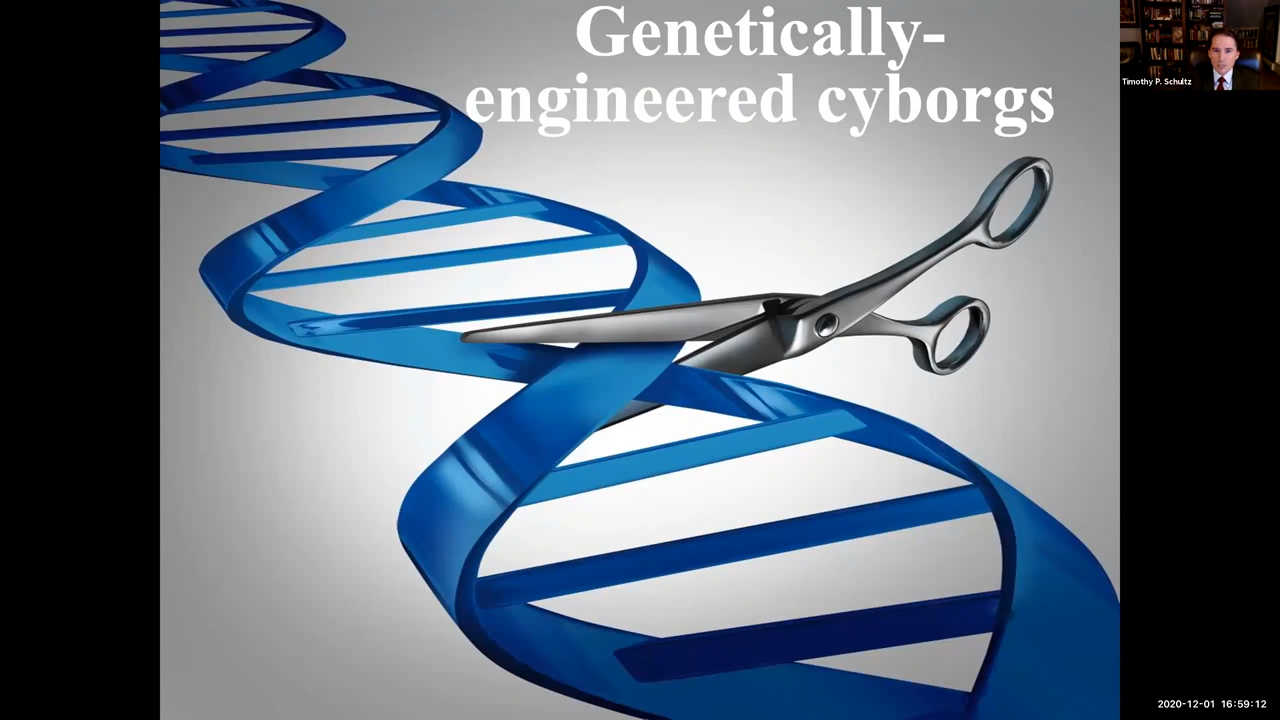 Genetically-
engineered cyborgs
Timothy P. Schultz
2020-12-01 16:59:12